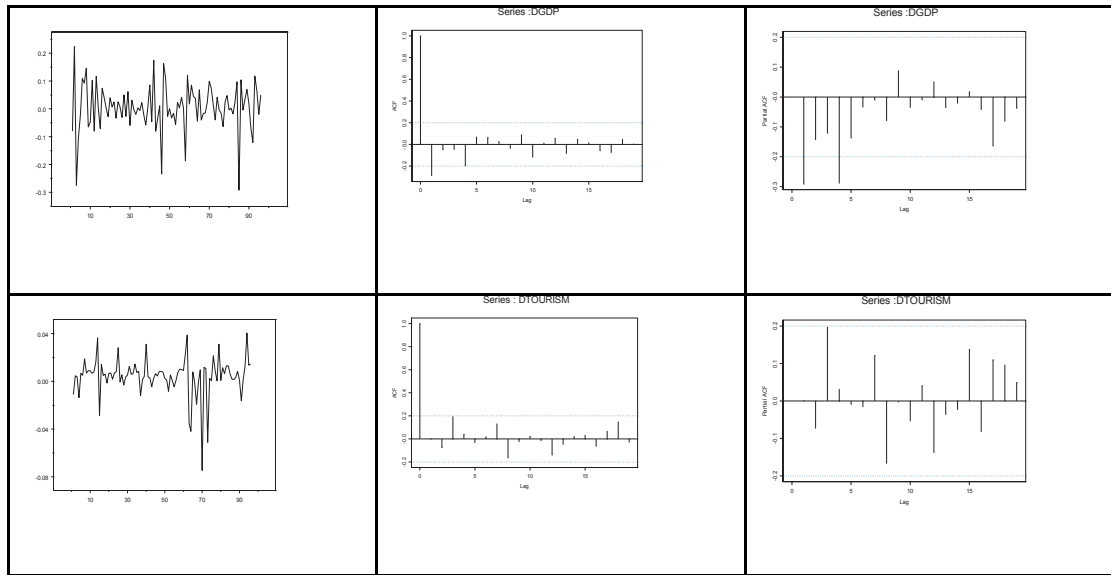 Series :DGDP
Series :DGDP
0.2
0.1
0.0
-0.1
-0.2
-0.3
10 30 50 70 90
ACF
1.0
0.8
0.6
0.4
0.2
0.0
-0.2
0 5 10 15
Lag
Partial ACF
0.2
0.1
0.0
-0.1
-0.2
-0.3
0 5 10 15
Lag
Series : DTOURISM
Series :DTOURISM
0.04
0.00
-0.04
-0.08
10 30 50 70 90
ACF
1.0
0.8
0.6
0.4
0.2
-0.0
-0.2
0 5 10 15
Lag
Partial ACF
0.2
0.1
0.0
-0.1
-0.2
0 5 10 15
Lag